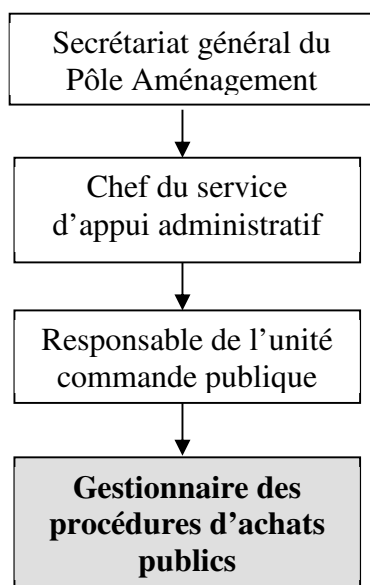 Secrétariat général du
Pôle Aménagement
Chef du service
d’appui administratif
Responsable de l’unité
commande publique
Gestionnaire des
procédures d’achats
publics